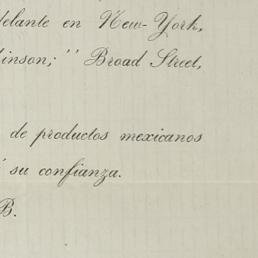 delante en New-York,
inson; " Broad Street,
de productos mexicanos
su confianza.
B.